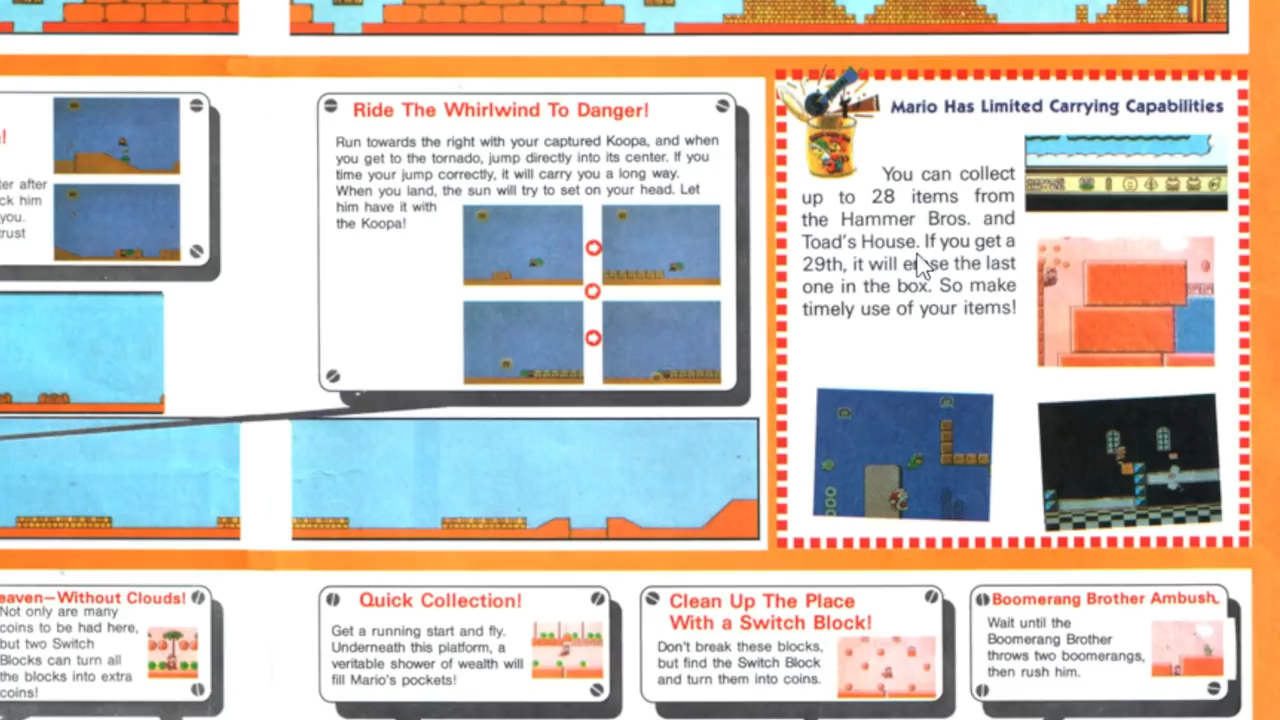 n!
ter after
ck him
you.
trust
Ride The Whirlwind To Danger!
Run towards the right with your captured Koopa, and when
you get to the tornado, jump directly into its center. If you
time your jump correctly, it will carry you a long way.
When you land, the sun will try to set on your head. Let
him have it with
the Koopa!
Mario Has Limited Carrying Capabilities
You can collect
up to 28 items from
the Hammer Bros. and
Toad's House. If you get a
29th, it will erase the last
one in the box. So make
timely use of your items!
eaven—Without Clouds!
Not only are many
coins to be had here,
but two Switch
Blocks can turn all
the blocks into extra
coins!
Quick Collection!
Get a running start and fly.
Underneath this platform, a
veritable shower of wealth will
fill Mario's pockets!
Clean Up The Place
With a Switch Block!
Don't break these blocks,
but find the Switch Block
and turn them into coins.
Boomerang Brother Ambush.
Wait until the
Boomerang Brother
throws two boomerangs,
then rush him.